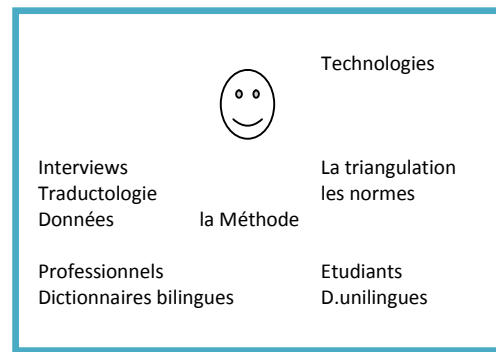 Technologies
Interviews La triangulation
Traductologie les normes
Données la Méthode
Professionnels Etudiants
Dictionnaires bilingues D.unilingues